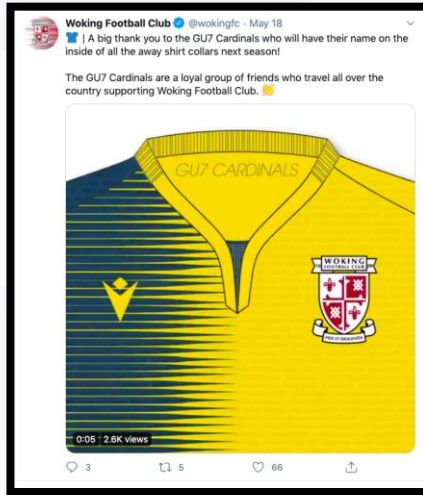 Woking Football Club @wokingfc · May 18
| A big thank you to the GU7 Cardinals who will have their name on the
inside of all the away shirt collars next season!
The GU7 Cardinals are a loyal group of friends who travel all over the
country supporting Woking Football Club.
GU7 CARDINALS
WOKING
FOOTBALL CLUB
0:05 2.6K views
3 5 66